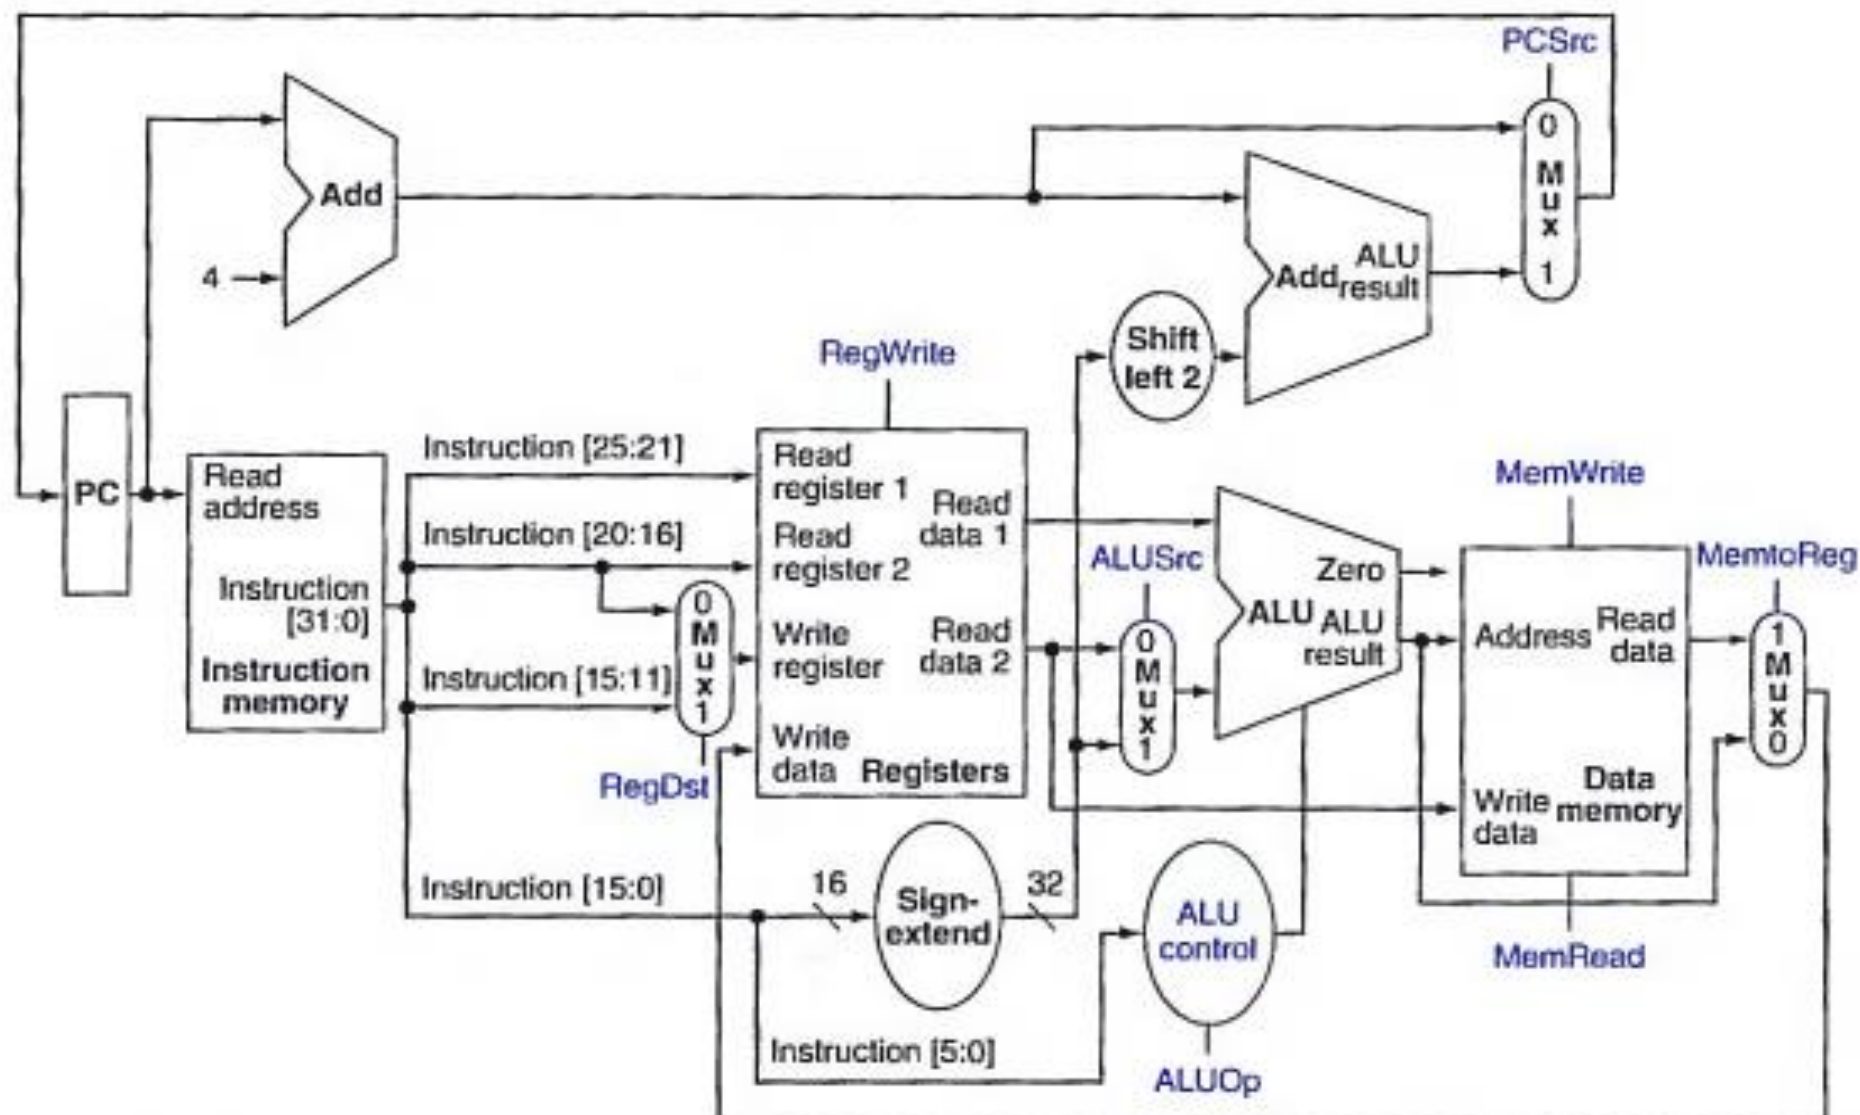 PCSrc
0
Mux
1
Add
4
Add
ALU
result
Shift
left 2
RegWrite
PC
Read
address
Instruction
[31:0]
Instruction
memory
Instruction [25:21]
Instruction [20:16]
Instruction [15:11]
0
Mux
1
RegDst
Read
register 1
Read
register 2
Write
register
Write
data
Registers
Read
data 1
Read
data 2
ALUSrc
0
Mux
1
Zero
ALU
ALU
result
MemWrite
Address
Read
data
Write
data
Data
memory
MemRead
MemtoReg
1
Mux
0
Instruction [15:0]
16
Sign-
extend
32
ALU
control
Instruction [5:0]
ALUOp